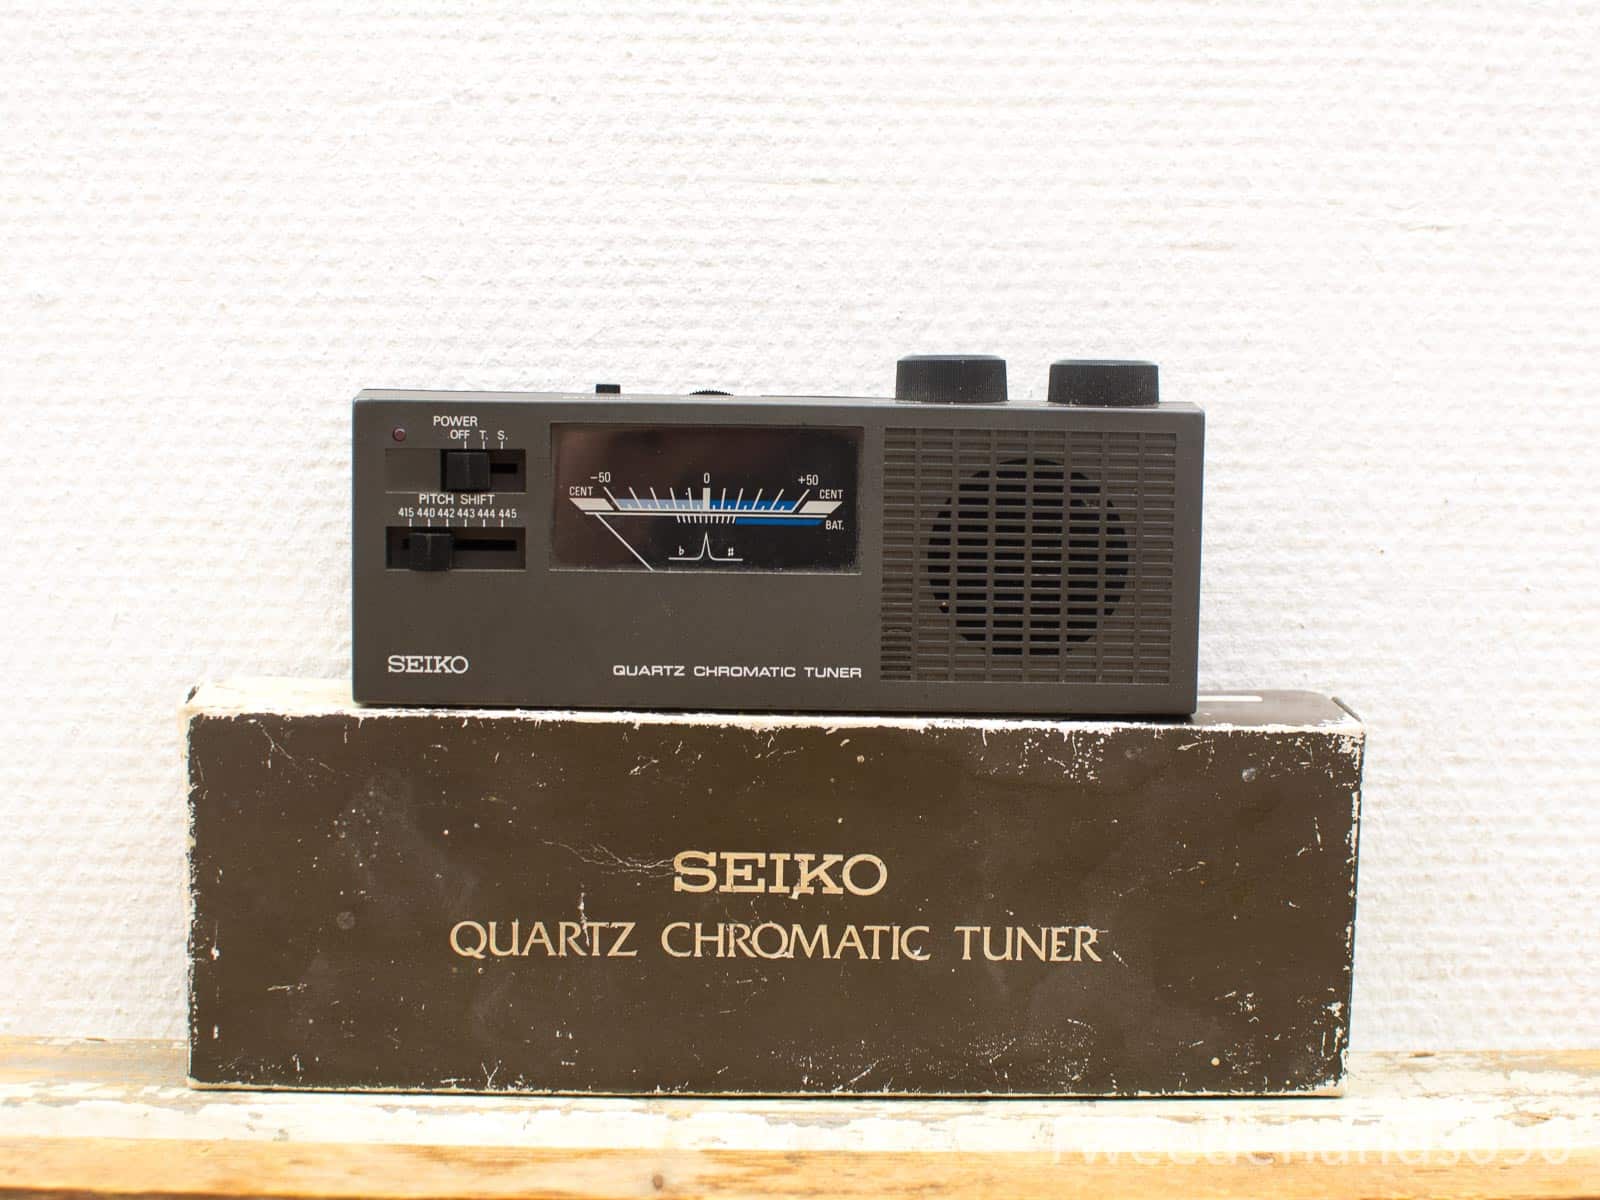 POWER
OFF T. S.
PITCH SHIFT
415 440 442 443 444 445
-50 0 +50
CENT CENT
BAT.
♭ ♯
SEIKO
QUARTZ CHROMATIC TUNER
SEIKO
QUARTZ CHROMATIC TUNER